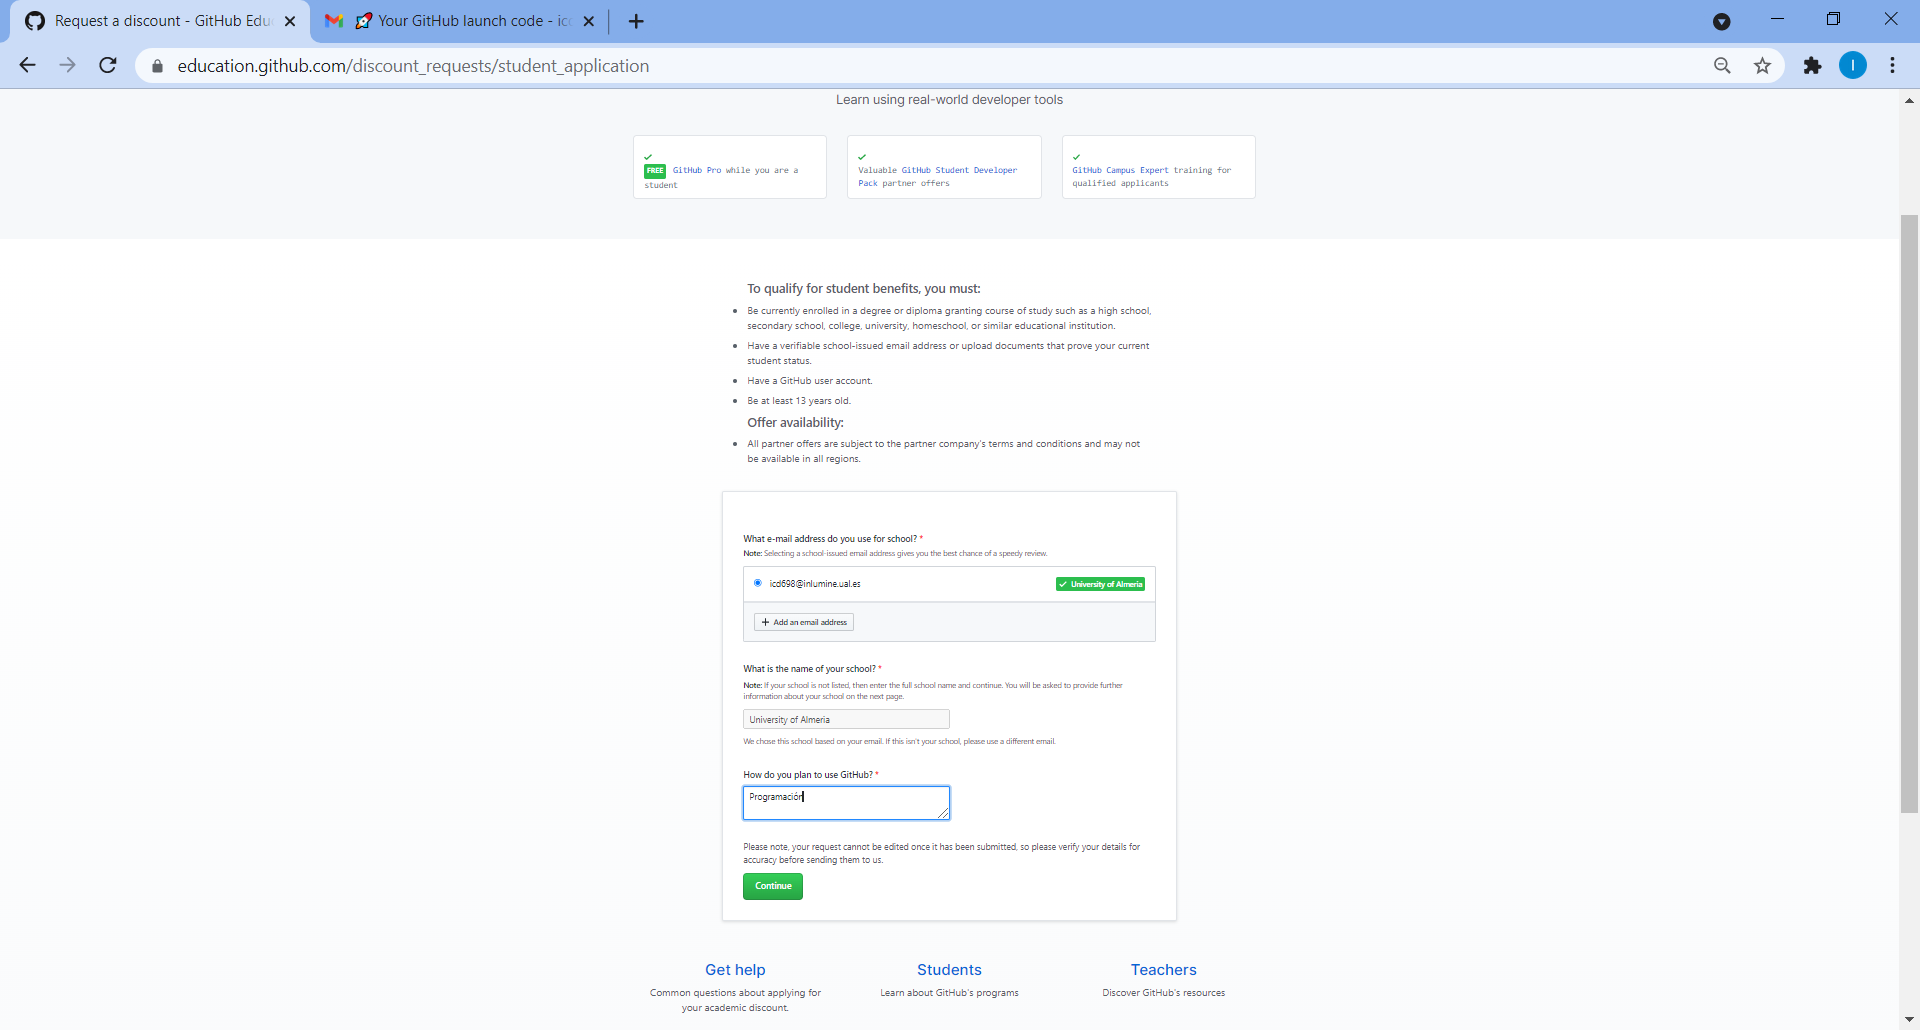 Request a discount - GitHub Edu
Your GitHub launch code - ic
education.github.com/discount_requests/student_application
I
Learn using real-world developer tools
FREE GitHub Pro while you are a
student
Valuable GitHub Student Developer
Pack partner offers
GitHub Campus Expert training for
qualified applicants
To qualify for student benefits, you must:
Be currently enrolled in a degree or diploma granting course of study such as a high school,
secondary school, college, university, homeschool, or similar educational institution.
Have a verifiable school-issued email address or upload documents that prove your current
student status.
Have a GitHub user account.
Be at least 13 years old.
Offer availability:
All partner offers are subject to the partner company's terms and conditions and may not
be available in all regions.
What e-mail address do you use for school? *
Note: Selecting a school-issued email address gives you the best chance of a speedy review.
icd698@inlumine.ual.es
University of Almeria
Add an email address
What is the name of your school? *
Note: If your school is not listed, then enter the full school name and continue. You will be asked to provide further
information about your school on the next page.
University of Almeria
We chose this school based on your email. If this isn't your school, please use a different email.
How do you plan to use GitHub? *
Programación
Please note, your request cannot be edited once it has been submitted, so please verify your details for
accuracy before sending them to us.
Continue
Get help
Common questions about applying for
your academic discount.
Students
Learn about GitHub's programs
Teachers
Discover GitHub's resources